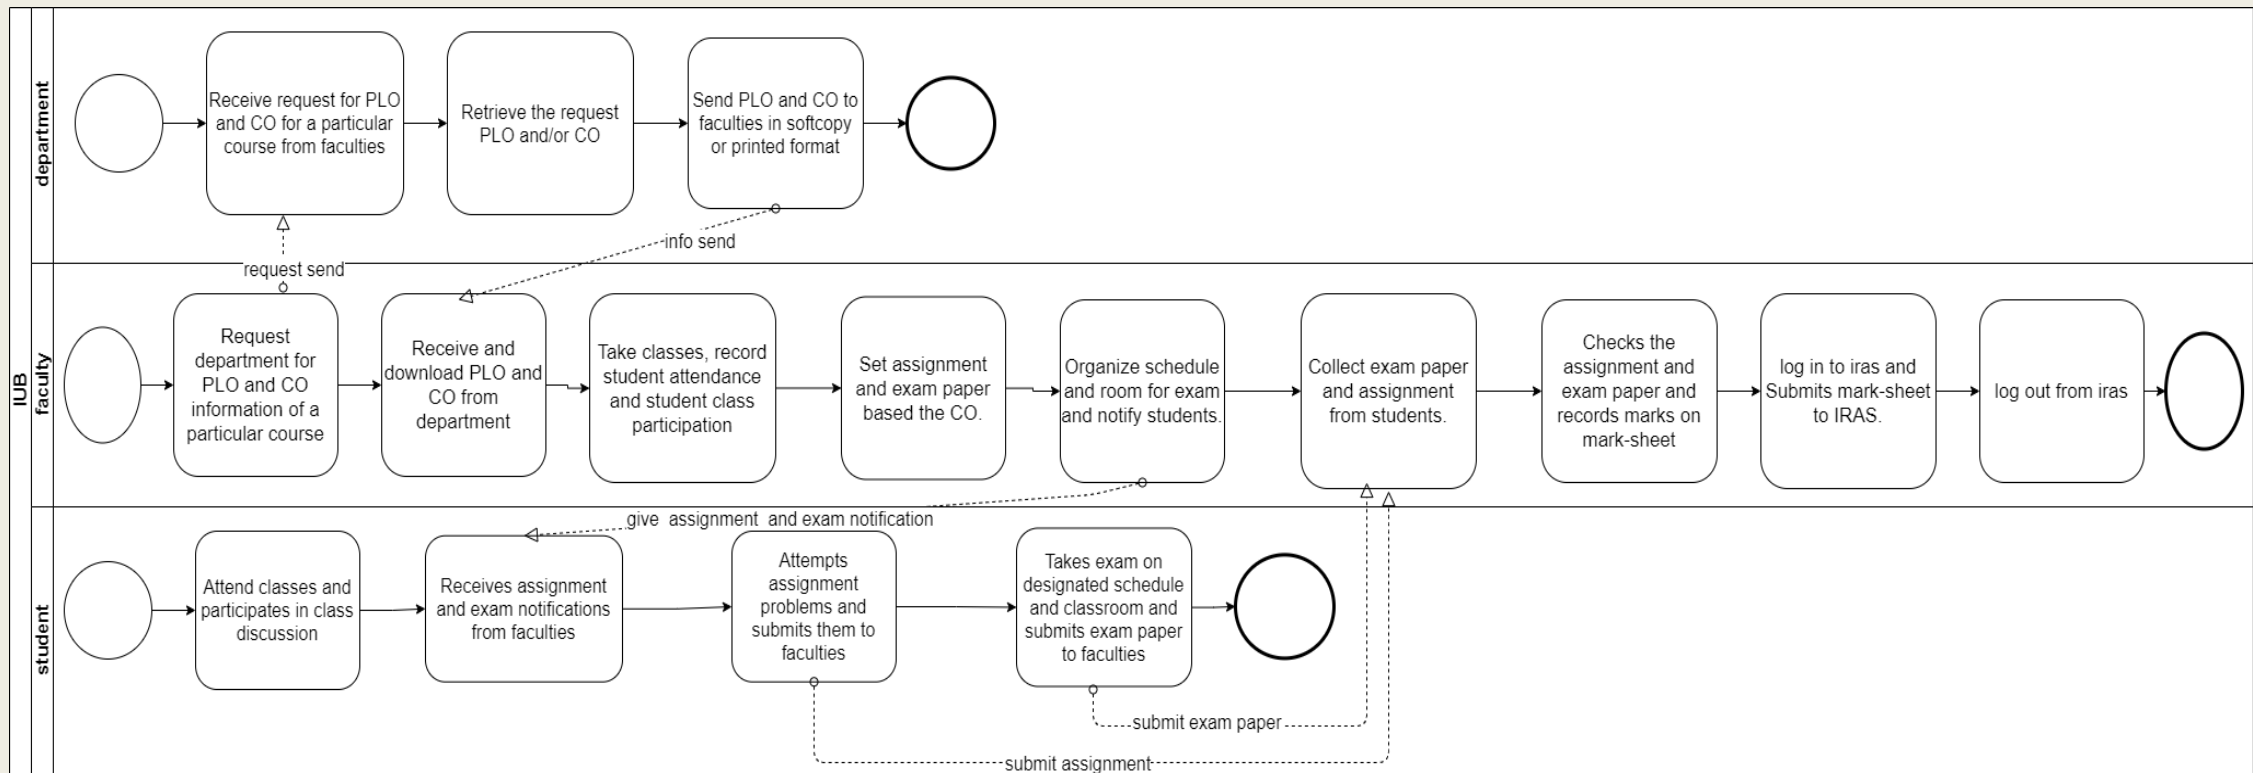 IUB
department
Receive request for PLO
and CO for a particular
course from faculties
Retrieve the request
PLO and/or CO
Send PLO and CO to
faculties in softcopy
or printed format
info send
request send
faculty
Request
department for
PLO and CO
information of a
particular course
Receive and
download PLO and
CO from
department
Take classes, record
student attendance
and student class
participation
Set assignment
and exam paper
based the CO.
Organize schedule
and room for exam
and notify students.
Collect exam paper
and assignment
from students.
Checks the
assignment and
exam paper and
records marks on
mark-sheet
log in to iras and
Submits mark-sheet
to IRAS.
log out from iras
give assignment and exam notification
student
Attend classes and
participates in class
discussion
Receives assignment
and exam notifications
from faculties
Attempts
assignment
problems and
submits them to
faculties
Takes exam on
designated schedule
and classroom and
submits exam paper
to faculties
submit exam paper
submit assignment